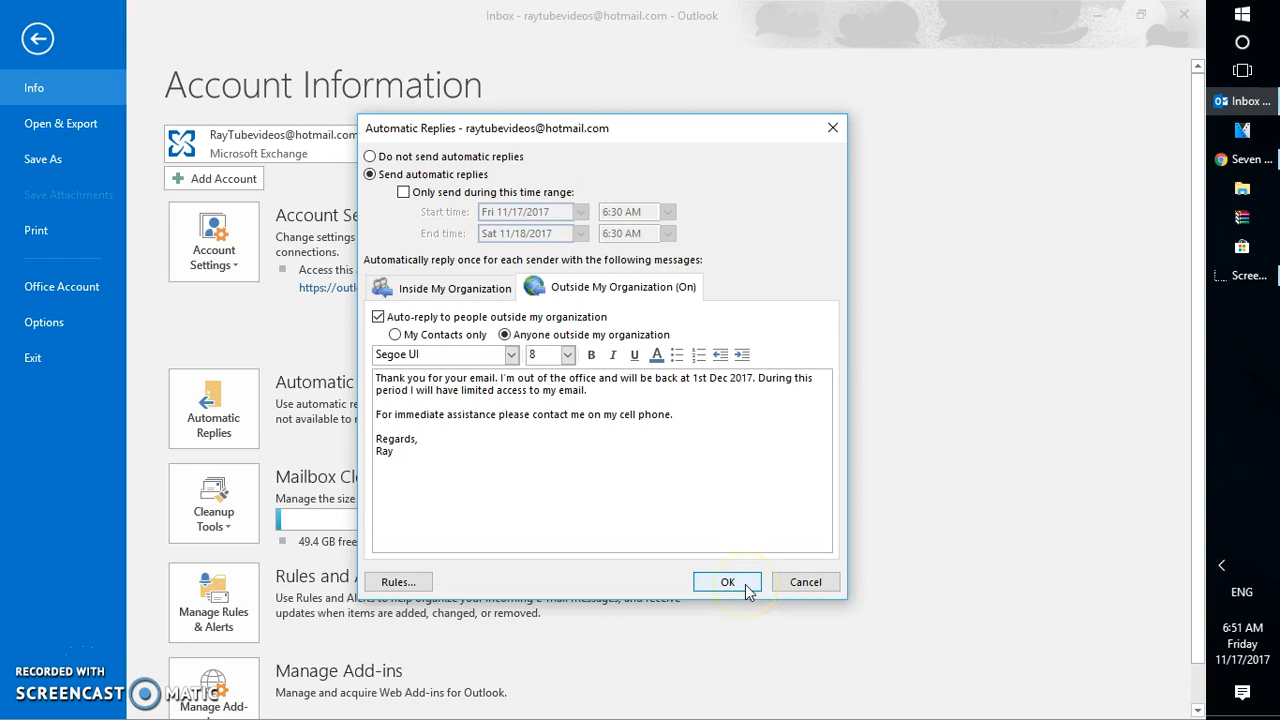 Inbox - raytubevideos@hotmail.com - Outlook
Info
Open & Export
Save As
Save Attachments
Print
Office Account
Options
Exit
Account Information
RayTubevideos@hotmail.com
Microsoft Exchange
Add Account
Account Settings
Account Se
Change settings
connections.
Access this
https://outl
Automatic Replies
Automatic
Use automatic r
not available to
Cleanup Tools
Mailbox Cl
Manage the size
49.4 GB free
Manage Rules & Alerts
Rules and A
Use Rules and Alerts to help organize your incoming e-mail messages, and receive
updates when items are added, changed, or removed.
Manage Add-
Manage Add-ins
Manage and acquire Web Add-ins for Outlook.
Automatic Replies - raytubevideos@hotmail.com
Do not send automatic replies
Send automatic replies
Only send during this time range:
Start time: Fri 11/17/2017 6:30 AM
End time: Sat 11/18/2017 6:30 AM
Automatically reply once for each sender with the following messages:
Inside My Organization
Outside My Organization (On)
Auto-reply to people outside my organization
My Contacts only
Anyone outside my organization
Segoe UI 8 B I U A
Thank you for your email. I'm out of the office and will be back at 1st Dec 2017. During this
period I will have limited access to my email.
For immediate assistance please contact me on my cell phone.
Regards,
Ray
Rules...
OK
Cancel
Inbox ...
Seven ...
Scree...
ENG
6:51 AM
Friday
11/17/2017
RECORDED WITH
SCREENCAST MATIC